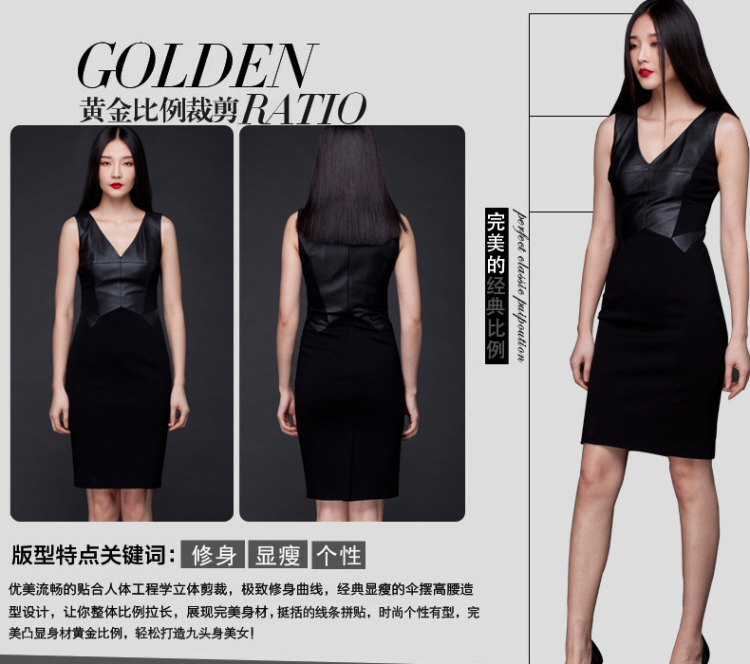 GOLDEN
黄金比例裁剪RATIO
完美的经典比例
perfect classic puipoution
版型特点关键词：修身 显瘦 个性
优美流畅的贴合人体工程学立体剪裁，极致修身曲线，经典显瘦的伞摆高腰造
型设计，让你整体比例拉长，展现完美身材，挺括的线条拼贴，时尚个性有型，完
美凸显身材黄金比例，轻松打造九头身美女！